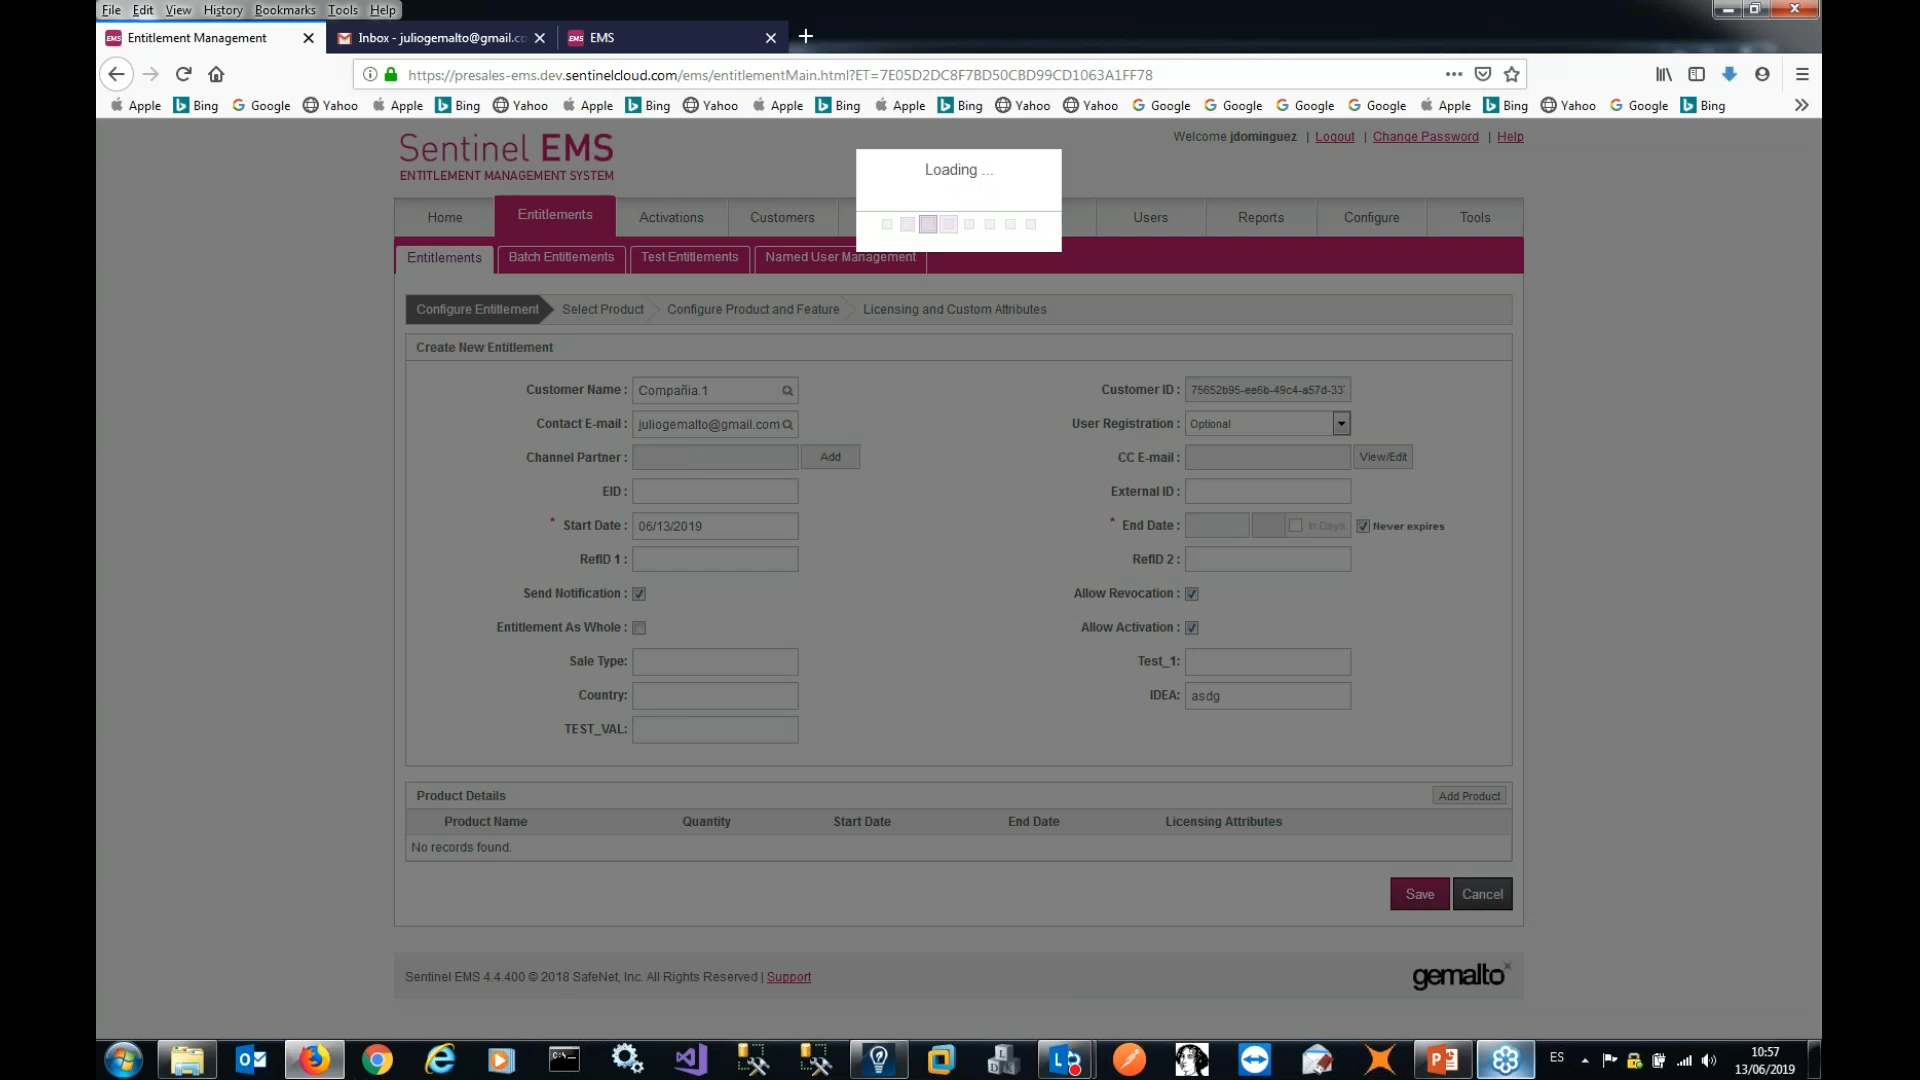 File Edit View History Bookmarks Tools Help
EMS Entitlement Management
Inbox - juliogemalto@gmail.co
EMS EMS
https://presales-ems.dev.sentinelcloud.com/ems/entitlementMain.html?ET=7E05D2DC8F7BD50CBD99CD1063A1FF78
Apple Bing Google Yahoo Apple Bing Yahoo Apple Bing Yahoo Apple Bing Apple Bing Yahoo Yahoo Google Google Google Google Apple Bing Yahoo Google Bing
Sentinel EMS
ENTITLEMENT MANAGEMENT SYSTEM
Welcome jdominguez | Logout | Change Password | Help
Loading ...
Home Entitlements Activations Customers Users Reports Configure Tools
Entitlements Batch Entitlements Test Entitlements Named User Management
Configure Entitlement Select Product Configure Product and Feature Licensing and Custom Attributes
Create New Entitlement
Customer Name : Compañia.1 Customer ID : 75652b95-ee6b-49c4-a57d-33
Contact E-mail : juliogemalto@gmail.com User Registration : Optional
Channel Partner : Add CC E-mail : View/Edit
EID : External ID :
* Start Date : 06/13/2019 * End Date : In Days Never expires
RefID 1 : RefID 2 :
Send Notification : Allow Revocation :
Entitlement As Whole : Allow Activation :
Sale Type: Test_1:
Country: IDEA: asdg
TEST_VAL:
Product Details Add Product
Product Name Quantity Start Date End Date Licensing Attributes
No records found.
Save Cancel
Sentinel EMS 4.4.400 © 2018 SafeNet, Inc. All Rights Reserved | Support
gemalto
ES 10:57
13/06/2019